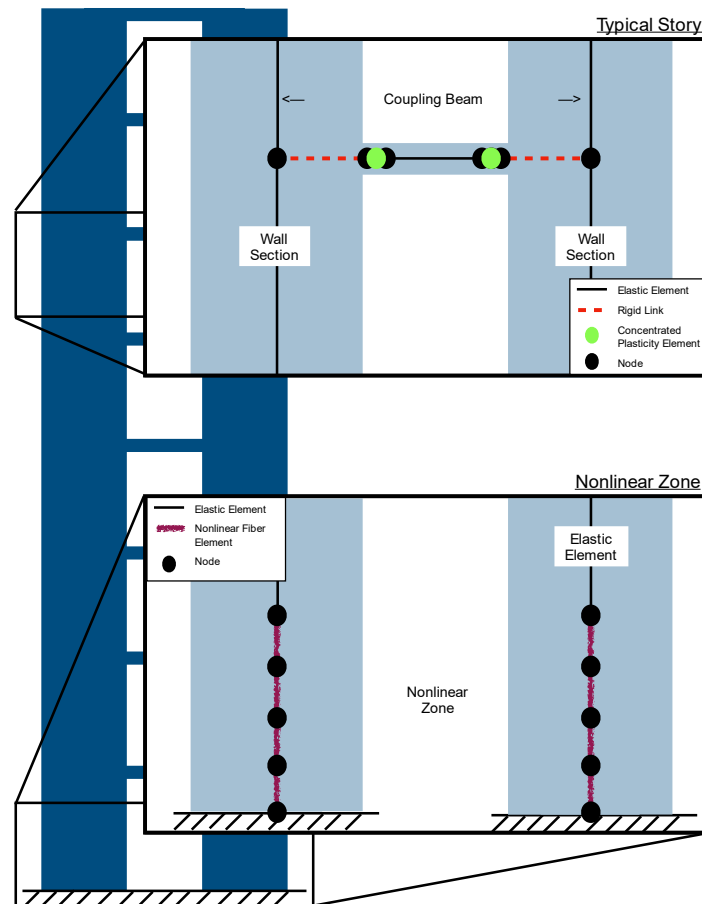 Typical Story
<— Coupling Beam —>
Wall
Section
Wall
Section
Elastic Element
Rigid Link
Concentrated
Plasticity Element
Node
Nonlinear Zone
Elastic Element
Nonlinear Fiber
Element
Node
Elastic
Element
Nonlinear
Zone